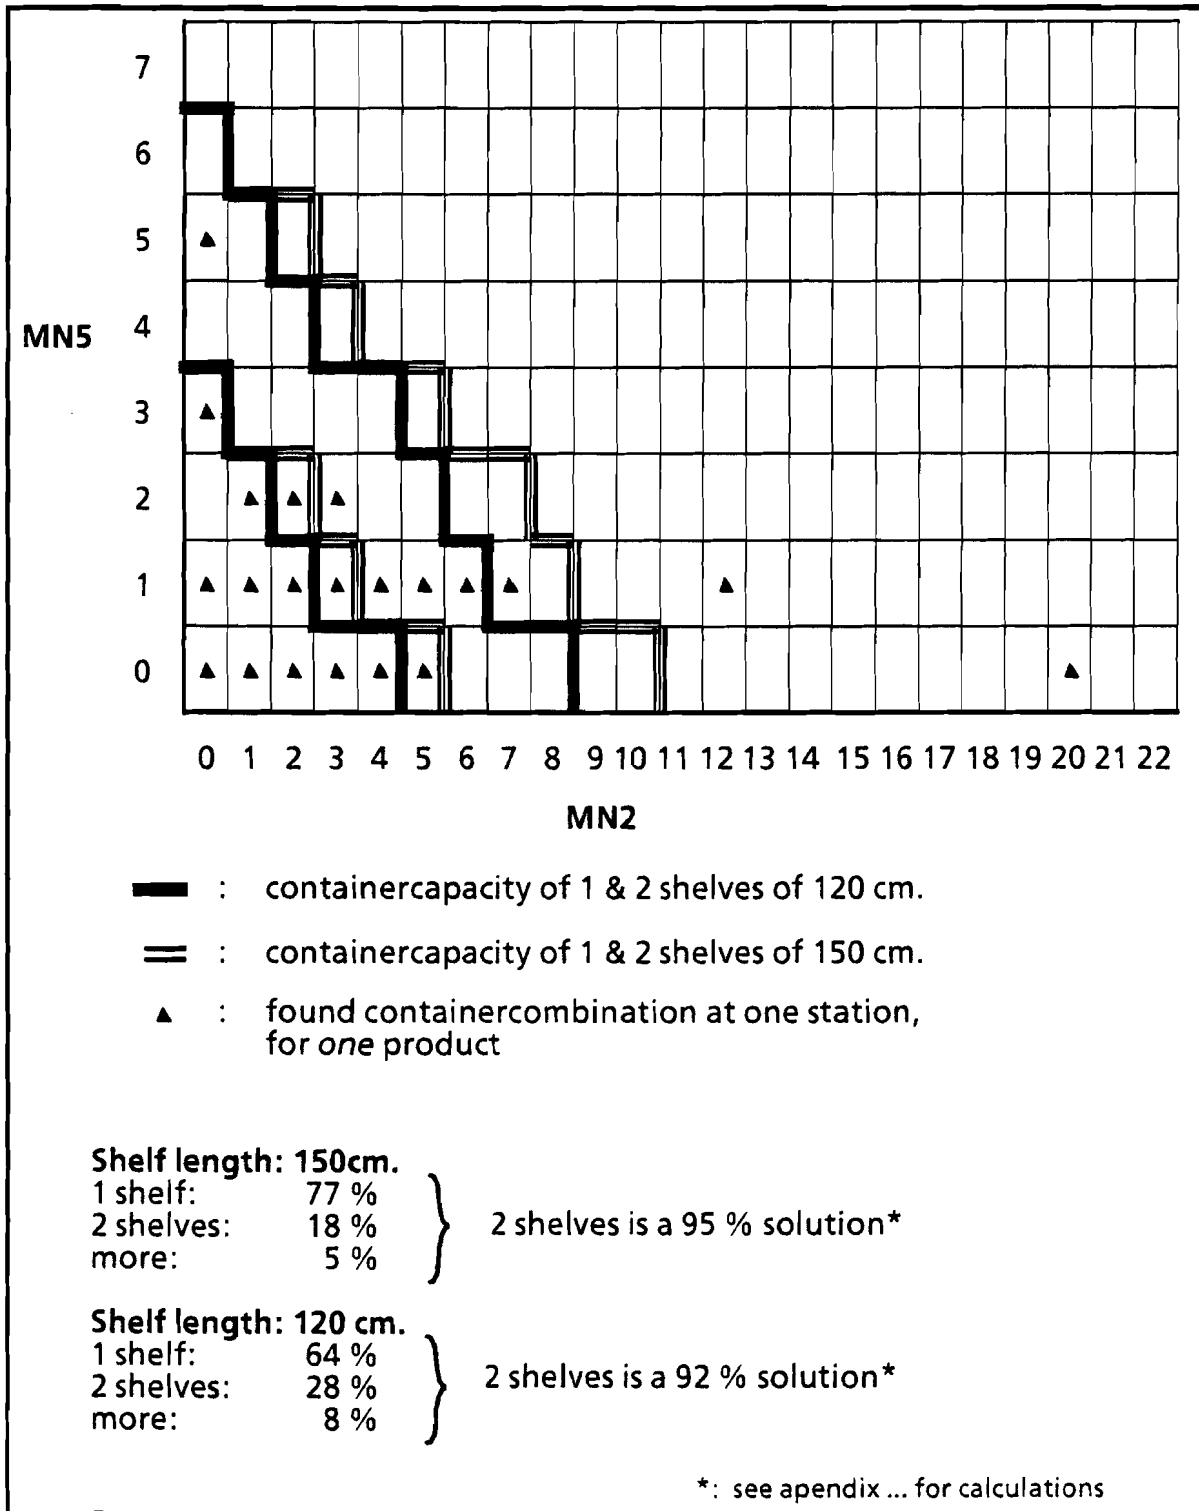 7
6
5
4
MN5
3
2
1
0
0 1 2 3 4 5 6 7 8 9 10 11 12 13 14 15 16 17 18 19 20 21 22
MN2
: containercapacity of 1 & 2 shelves of 120 cm.
: containercapacity of 1 & 2 shelves of 150 cm.
: found containercombination at one station,
for one product
Shelf length: 150cm.
1 shelf: 77 %
2 shelves: 18 %
more: 5 %
2 shelves is a 95 % solution*
Shelf length: 120 cm.
1 shelf: 64 %
2 shelves: 28 %
more: 8 %
2 shelves is a 92 % solution*
*: see apendix ... for calculations